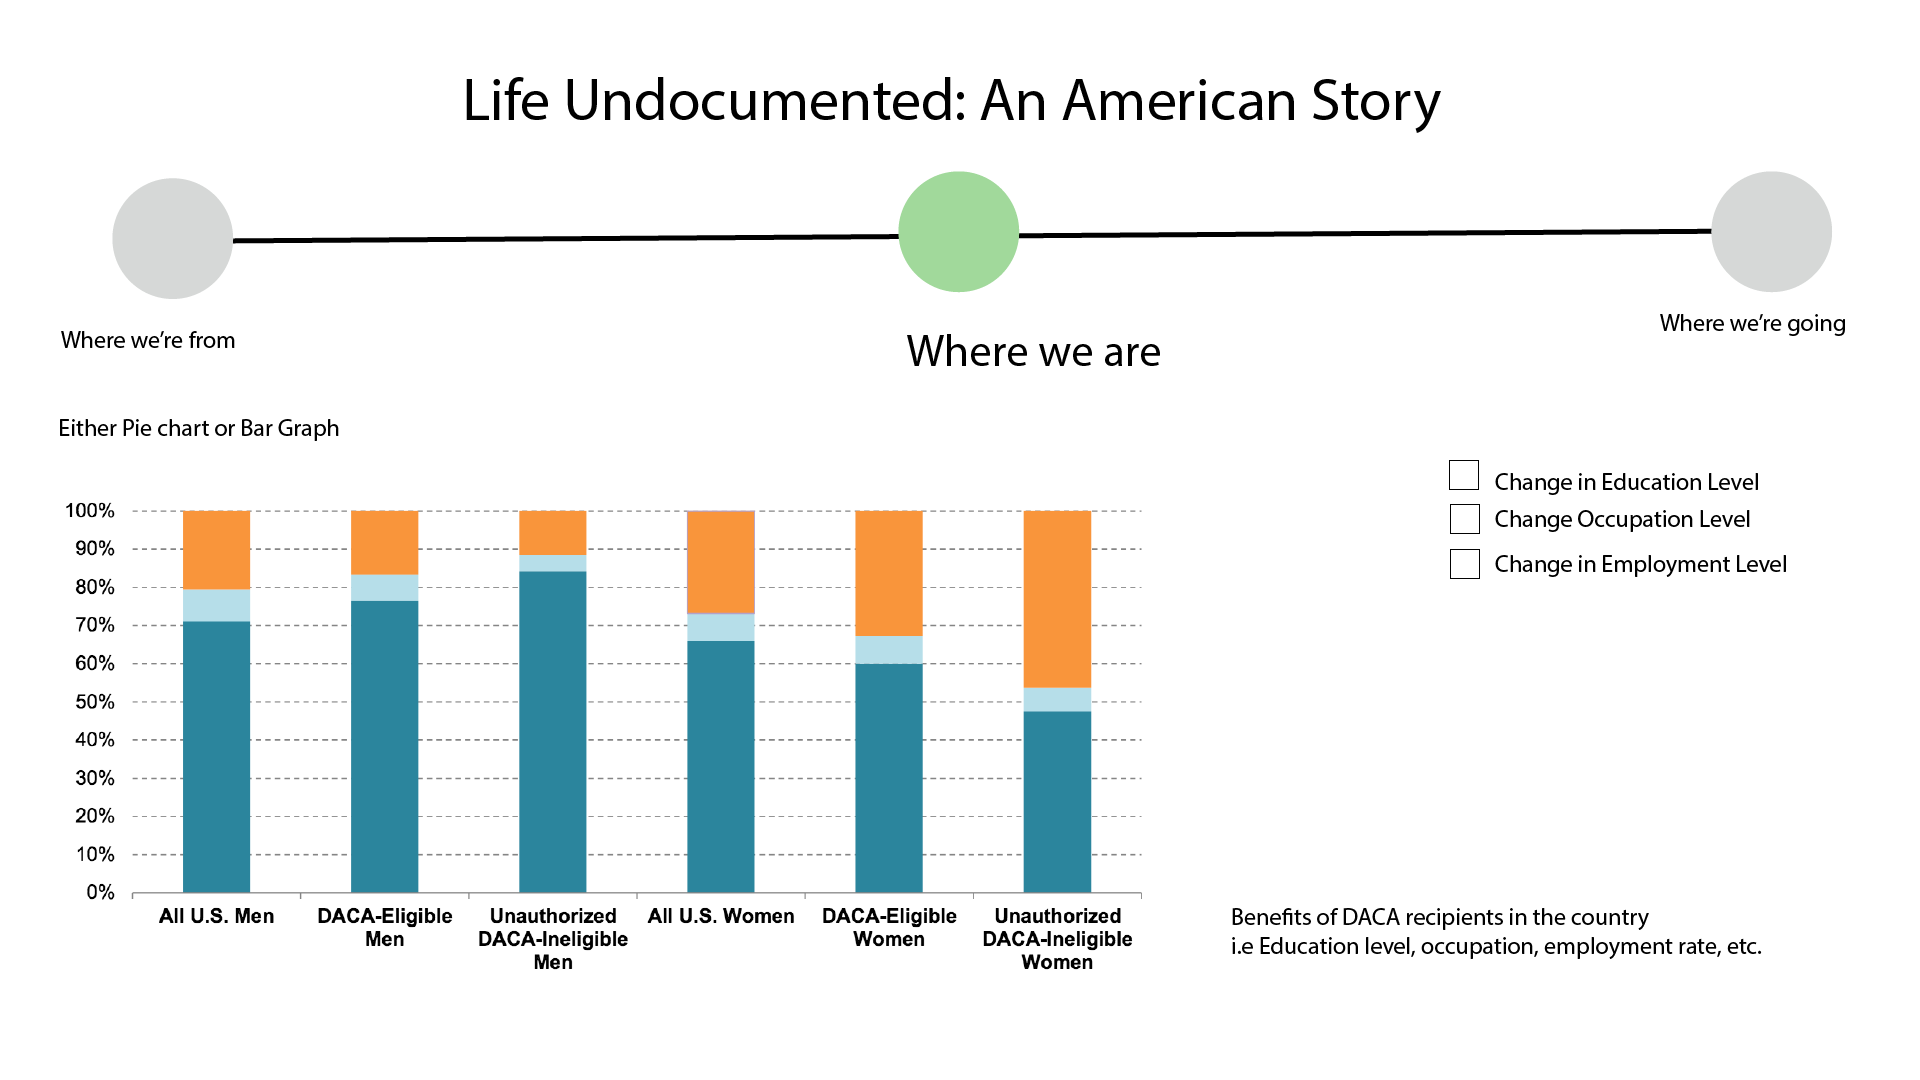 Life Undocumented: An American Story
Where we're from
Where we are
Where we're going
Either Pie chart or Bar Graph
Change in Education Level
Change Occupation Level
Change in Employment Level
100%
90%
80%
70%
60%
50%
40%
30%
20%
10%
0%
All U.S. Men
DACA-Eligible
Men
Unauthorized
DACA-Ineligible
Men
All U.S. Women
DACA-Eligible
Women
Unauthorized
DACA-Ineligible
Women
Benefits of DACA recipients in the country
i.e Education level, occupation, employment rate, etc.